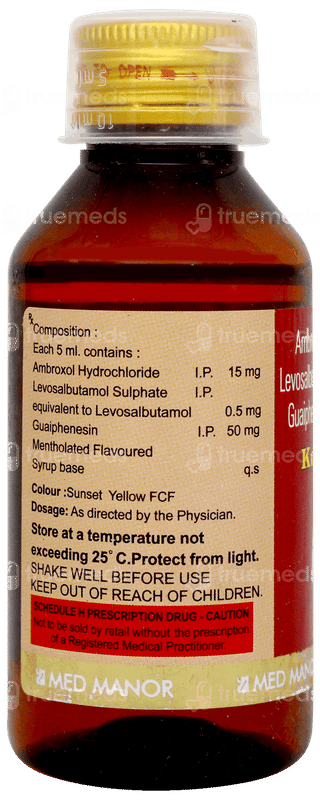 TO OPEN
truemeds
Rx
Composition :
Each 5 ml. contains :
Ambroxol Hydrochloride I.P. 15 mg
Levosalbutamol Sulphate I.P.
equivalent to Levosalbutamol 0.5 mg
Guaiphenesin I.P. 50 mg
Mentholated Flavoured
Syrup base q.s
Colour :Sunset Yellow FCF
Dosage: As directed by the Physician.
Store at a temperature not
exceeding 25° C.Protect from light.
SHAKE WELL BEFORE USE
KEEP OUT OF REACH OF CHILDREN.
SCHEDULE H PRESCRIPTION DRUG - CAUTION
Not to be sold by retail without the prescription
of a Registered Medical Practitioner.
MED MANOR
MED MANOR